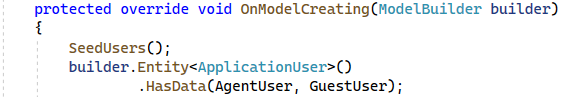 protected override void OnModelCreating(ModelBuilder builder)
{
SeedUsers();
builder.Entity<ApplicationUser>()
.HasData(AgentUser, GuestUser);